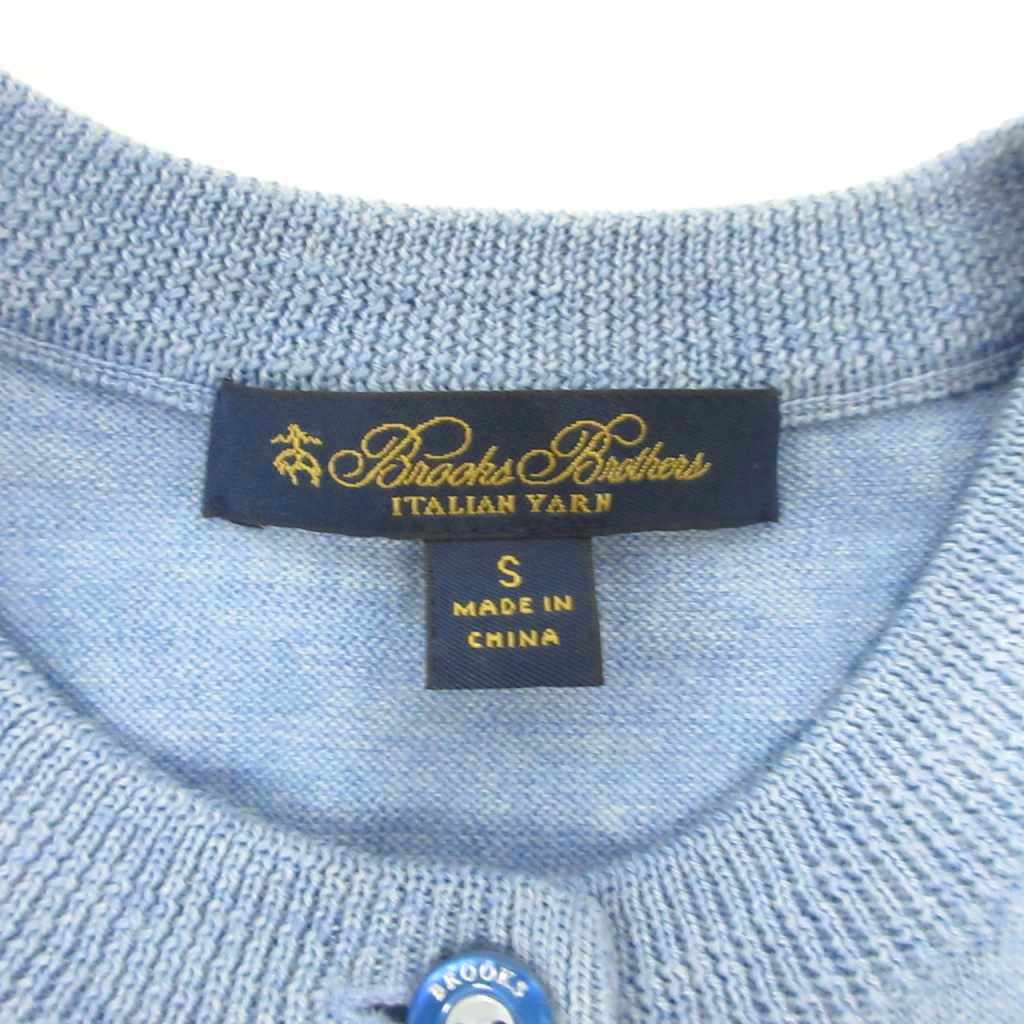 Brooks Brothers
ITALIAN YARN
S
MADE IN
CHINA
BROOKS